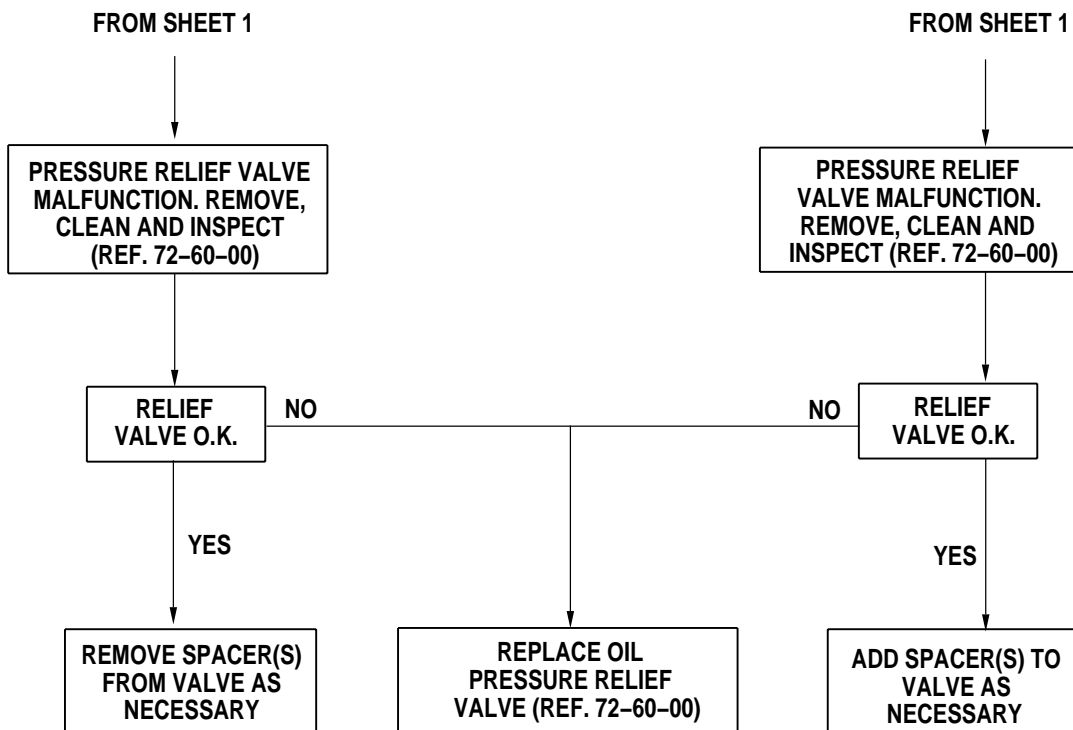 FROM SHEET 1
FROM SHEET 1
PRESSURE RELIEF VALVE
MALFUNCTION. REMOVE,
CLEAN AND INSPECT
(REF. 72–60–00)
PRESSURE RELIEF
VALVE MALFUNCTION.
REMOVE, CLEAN AND
INSPECT (REF. 72–60–00)
RELIEF
VALVE O.K.
NO
NO
RELIEF
VALVE O.K.
YES
YES
REMOVE SPACER(S)
FROM VALVE AS
NECESSARY
REPLACE OIL
PRESSURE RELIEF
VALVE (REF. 72–60–00)
ADD SPACER(S) TO
VALVE AS
NECESSARY